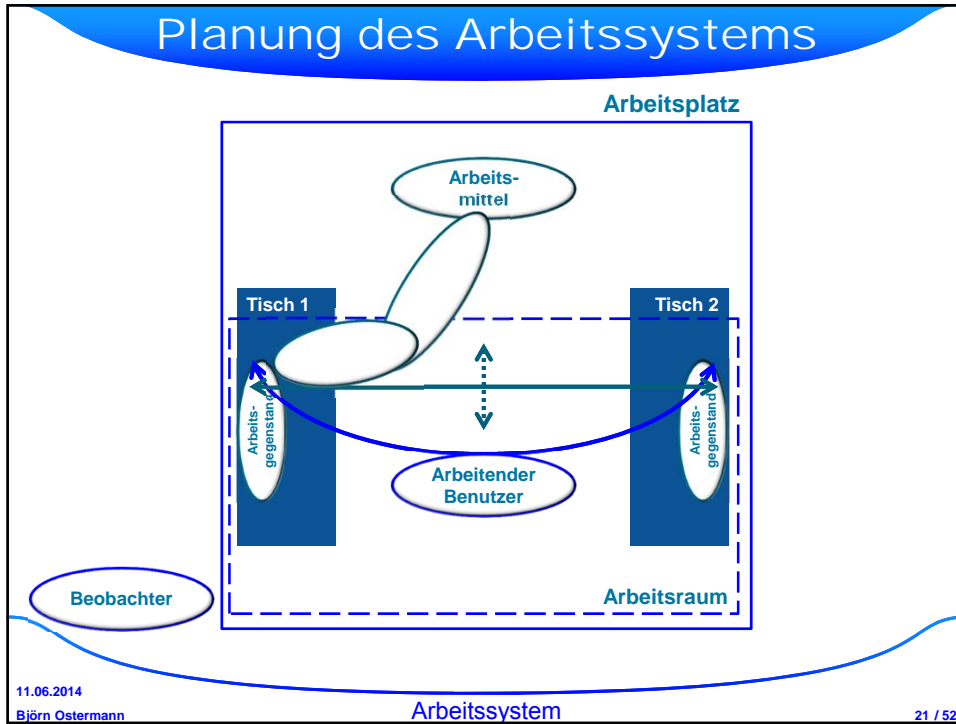 Planung des Arbeitssystems
Arbeitsplatz
Arbeits-
mittel
Tisch 1
Tisch 2
Arbeits-
gegenstand
Arbeits-
gegenstand
Arbeitender
Benutzer
Beobachter
Arbeitsraum
11.06.2014
Björn Ostermann
Arbeitssystem
21 / 52